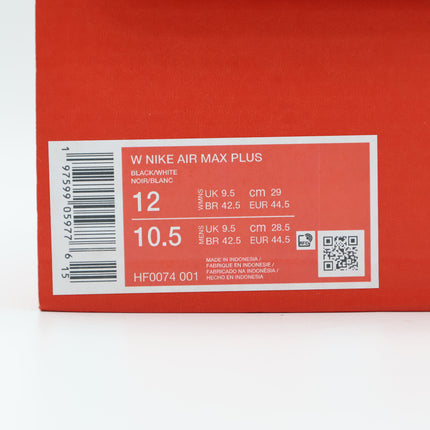 W NIKE AIR MAX PLUS
BLACK/WHITE
NOIR/BLANC
12 WMNS UK 9.5 cm 29
BR 42.5 EUR 44.5
10.5 MENS UK 9.5 cm 28.5
BR 42.5 EUR 44.5
MADE IN INDONESIA /
FABRIQUE EN INDONESIE /
FABRICADO NA INDONÉSIA /
HECHO EN INDONESIA
HF0074 001
1 97599 05977 6 15